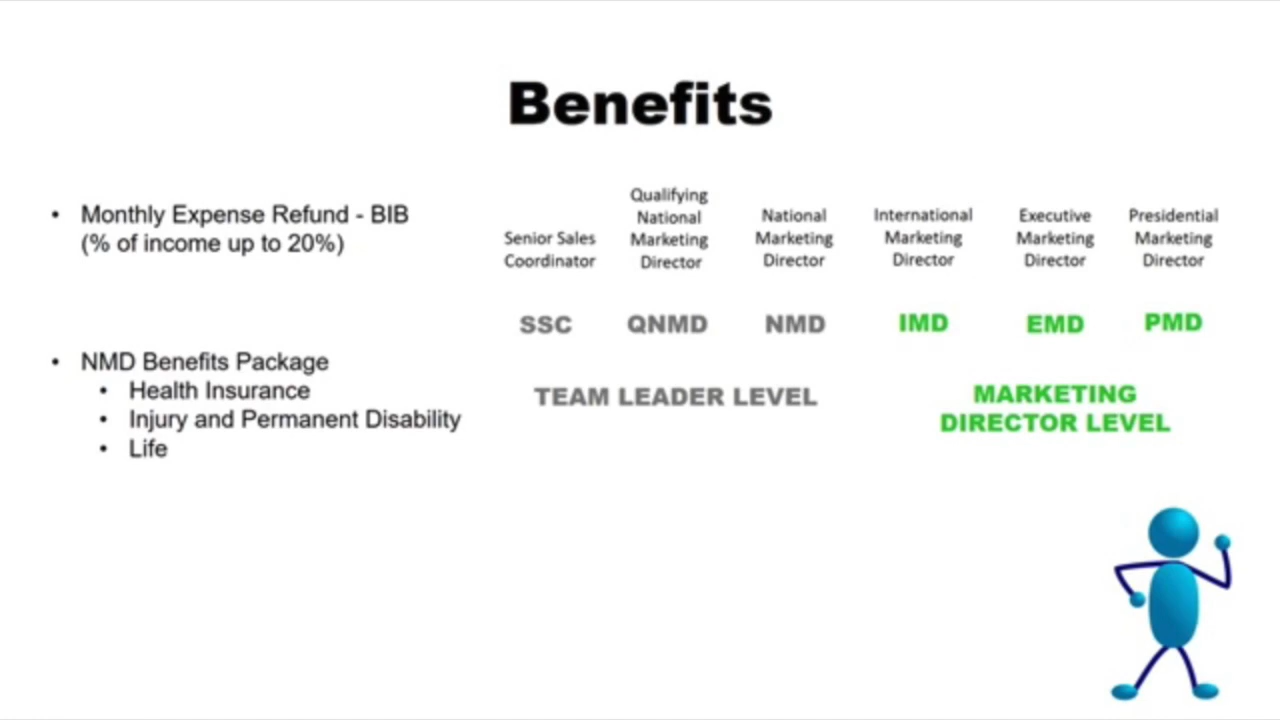 Benefits
• Monthly Expense Refund - BIB
(% of income up to 20%)
• NMD Benefits Package
• Health Insurance
• Injury and Permanent Disability
• Life
Senior Sales
Coordinator
Qualifying
National
Marketing
Director
National
Marketing
Director
International
Marketing
Director
Executive
Marketing
Director
Presidential
Marketing
Director
SSC QNMD NMD IMD EMD PMD
TEAM LEADER LEVEL
MARKETING
DIRECTOR LEVEL